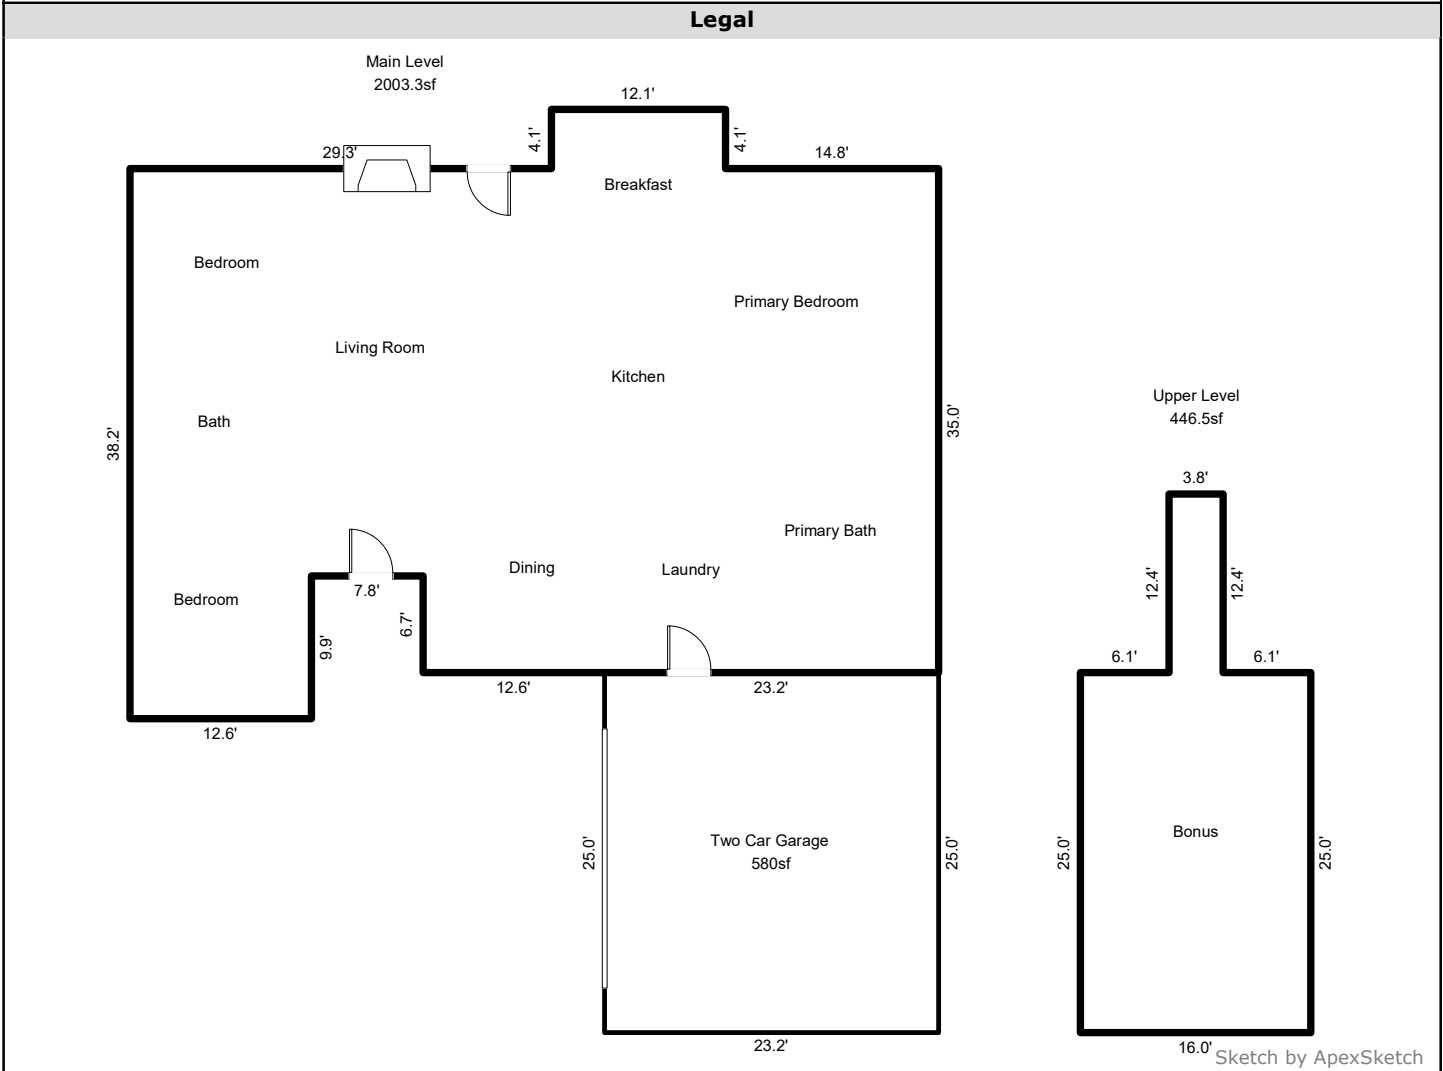 Legal
Main Level
2003.3sf
12.1'
4.1'
4.1'
29.3'
14.8'
Breakfast
Bedroom
Primary Bedroom
Living Room
Kitchen
Bath
38.2'
35.0'
Upper Level
446.5sf
3.8'
Primary Bath
Dining
Laundry
12.4'
12.4'
7.8'
Bedroom
6.7'
9.9'
6.1'
6.1'
12.6'
23.2'
12.6'
Bonus
Two Car Garage
580sf
25.0'
25.0'
25.0'
25.0'
23.2'
16.0'
Sketch by ApexSketch